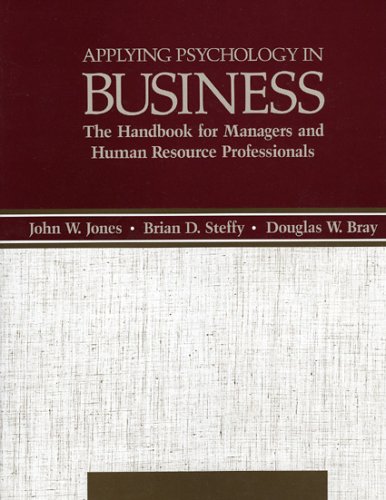 APPLYING PSYCHOLOGY IN
BUSINESS
The Handbook for Managers and
Human Resource Professionals
John W. Jones • Brian D. Steffy • Douglas W. Bray